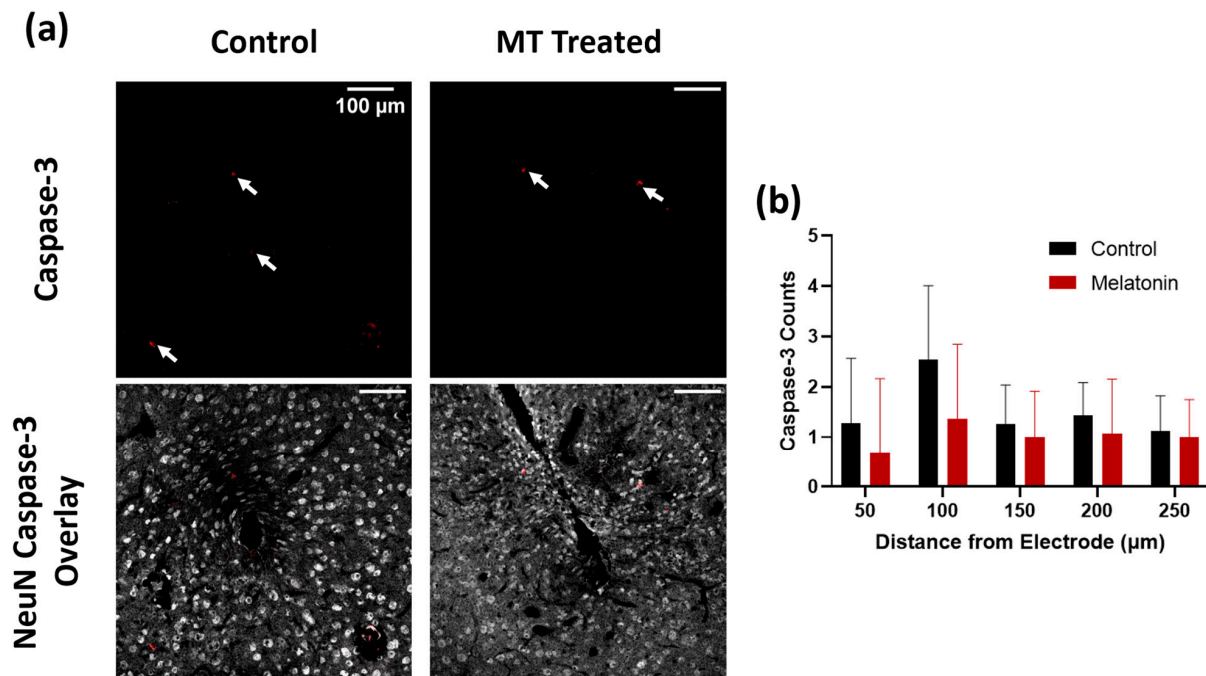 (a)
Control
MT Treated
Caspase-3
100 µm
NeuN Caspase-3
Overlay
(b)
Caspase-3 Counts
5
4
3
2
1
0
Control
Melatonin
50
100
150
200
250
Distance from Electrode (µm)